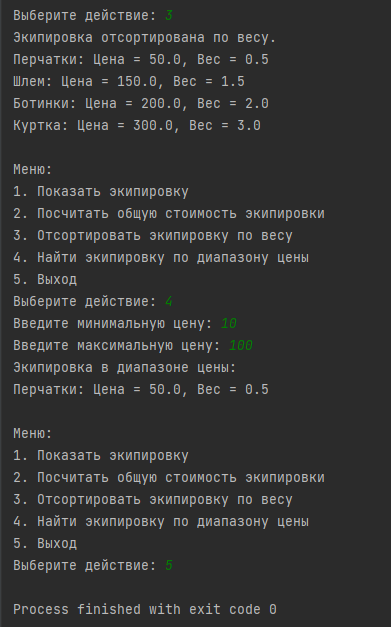 Выберите действие: 3
Экипировка отсортирована по весу.
Перчатки: Цена = 50.0, Вес = 0.5
Шлем: Цена = 150.0, Вес = 1.5
Ботинки: Цена = 200.0, Вес = 2.0
Куртка: Цена = 300.0, Вес = 3.0

Меню:
1. Показать экипировку
2. Посчитать общую стоимость экипировки
3. Отсортировать экипировку по весу
4. Найти экипировку по диапазону цены
5. Выход
Выберите действие: 4
Введите минимальную цену: 10
Введите максимальную цену: 100
Экипировка в диапазоне цены:
Перчатки: Цена = 50.0, Вес = 0.5

Меню:
1. Показать экипировку
2. Посчитать общую стоимость экипировки
3. Отсортировать экипировку по весу
4. Найти экипировку по диапазону цены
5. Выход
Выберите действие: 5

Process finished with exit code 0